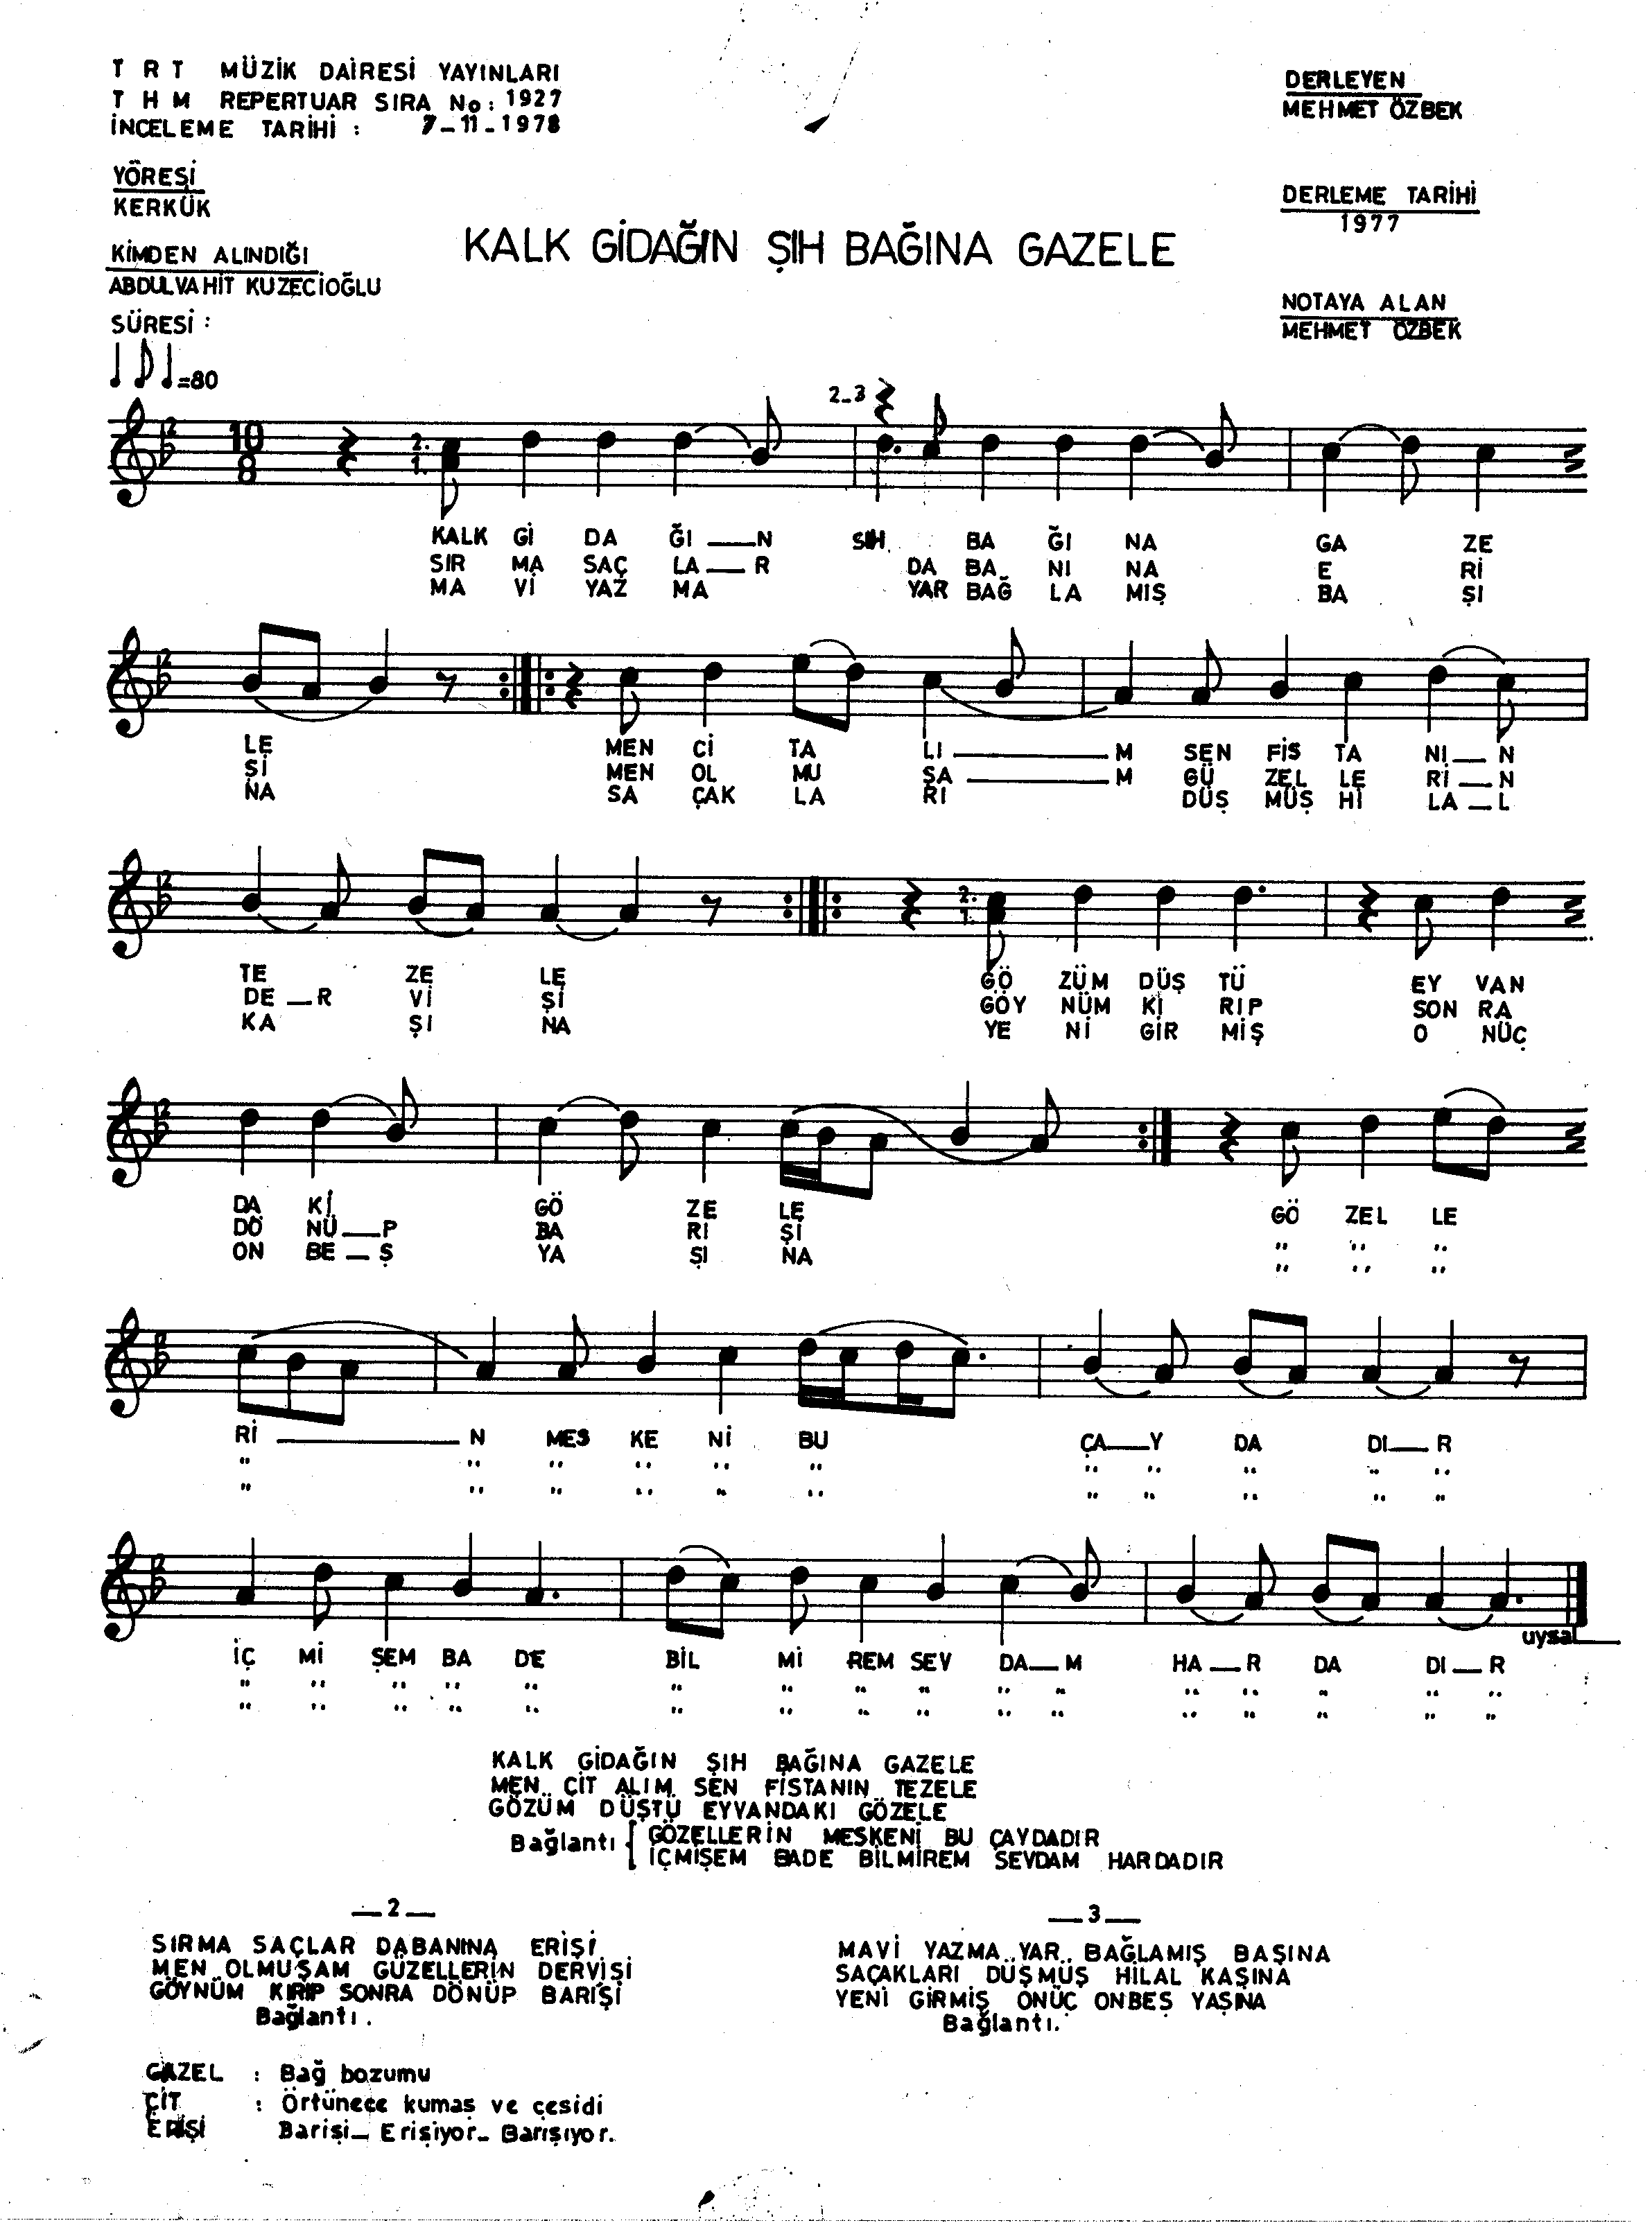 T R T MÜZİK DAİRESİ YAYINLARI
T H M REPERTUAR SIRA No: 1927
İNCELEME TARİHİ : 7-11-1978
DERLEYEN
MEHMET ÖZBEK
YÖRESİ
KERKÜK
DERLEME TARİHİ
1977
KİMDEN ALINDIĞI
ABDULVAHİT KUZECİOĞLU
KALK GİDAĞIN ŞIH BAĞINA GAZELE
NOTAYA ALAN
MEHMET ÖZBEK
SÜRESİ :
=80
2-3
10
8
2.
1.
KALK Gİ DA ĞI N ŞIH BA ĞI NA GA ZE
SIR MA SAÇ LA R DA BA NI NA E Rİ
MA Vİ YAZ MA YAR BAĞ LA MIŞ BA ŞI
LE MEN Cİ TA LI M SEN FİS TA NI N
Şİ MEN OL MU ŞA M GÜ ZEL LE Rİ N
NA SA ÇAK LA RI DÜŞ MÜŞ Hİ LA L
2.
1.
TE ZE LE GÖ ZÜM DÜŞ TÜ EY VAN
DE R Vİ Şİ GÖY NÜM KI RIP SON RA
KA ŞI NA YE Nİ GİR MİŞ O NÜÇ
DA Kİ GÖ ZE LE GÖ ZEL LE
DÖ NÜ P BA RI Şİ " " "
ON BE Ş YA ŞI NA " " "
Rİ N MES KE Nİ BU ÇA Y DA DI R
" " " " " " " " " " "
" " " " " " " " " " "
İÇ Mİ ŞEM BA DE BİL Mİ REM SEV DA M HA R DA DI R
" " " " " " " " " " " " " " " "
" " " " " " " " " " " " " " " "
uysal
KALK GİDAĞIN ŞIH BAĞINA GAZELE
MEN ÇİT ALIM SEN FİSTANIN TEZELE
GÖZÜM DÜŞTÜ EYVANDAKI GÖZELE
Bağlantı { GÖZELLERİN MESKENİ BU ÇAYDADIR
İÇMİŞEM BADE BİLMİREM SEVDAM HARDADIR
2
SIRMA SAÇLAR DABANINA ERİŞİ
MEN OLMUŞAM GÜZELLERİN DERVİŞİ
GÖYNÜM KIRIP SONRA DÖNÜP BARIŞİ
Bağlantı.
3
MAVİ YAZMA YAR BAĞLAMIŞ BAŞINA
SAÇAKLARI DÜŞMÜŞ HİLAL KAŞINA
YENİ GİRMİŞ ONÜÇ ONBEŞ YAŞINA
Bağlantı.
GAZEL : Bağ bozumu
ÇİT : Örtünece kumaş ve çesidi
ERİŞİ Barişi- Erişiyor- Barışıyor.